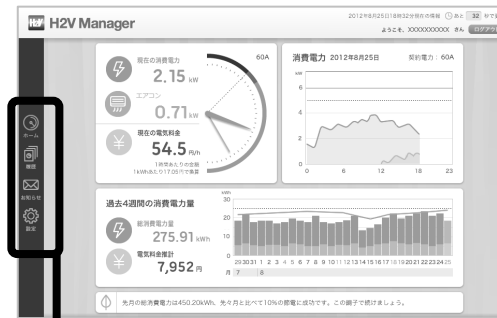 H2V Manager
2012年8月25日18時32分現在の情報 あと 32 秒で更
ようこそ、XXXXXXXXXX さん ログアウ
ホーム
履歴
お知らせ
設定
現在の消費電力
2.15 kW
エアコン
0.71 kW
現在の電気料金
54.5 円/h
1時間あたりの金額
1kWhあたり17.05円で換算
60A
消費電力 2012年8月25日 契約電力：60A
kW
6
4
2
0
0 6 12 18 23
過去4週間の消費電力量
総消費電力量
275.91 kWh
電気料金推計
7,952 円
kWh
30
20
10
0
29 30 31 1 2 3 4 5 6 7 8 9 10 11 12 13 14 15 16 17 18 19 20 21 22 23 24 25
月 7 8
先月の総消費電力は450.20kWh、先々月と比べて10%の節電に成功です。この調子で続けましょう。